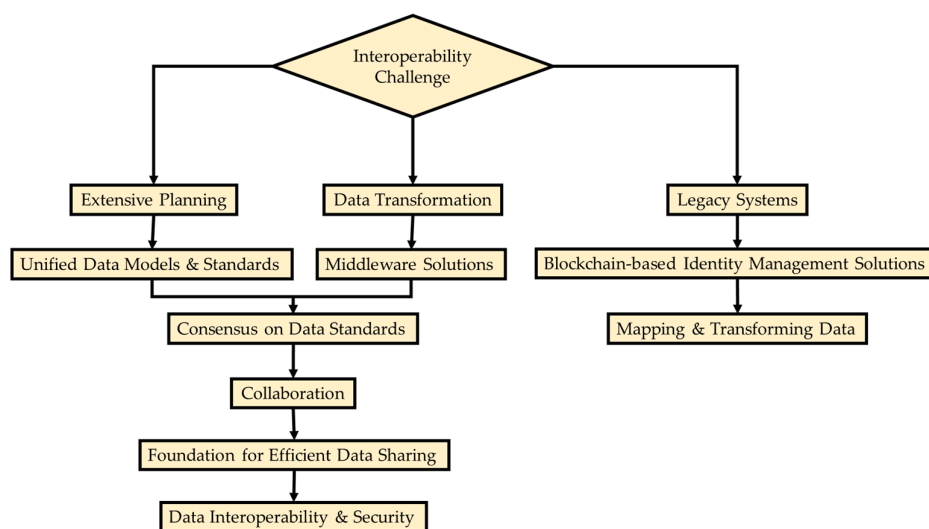 Interoperability
Challenge
Extensive Planning
Data Transformation
Legacy Systems
Unified Data Models & Standards
Middleware Solutions
Blockchain-based Identity Management Solutions
Consensus on Data Standards
Mapping & Transforming Data
Collaboration
Foundation for Efficient Data Sharing
Data Interoperability & Security